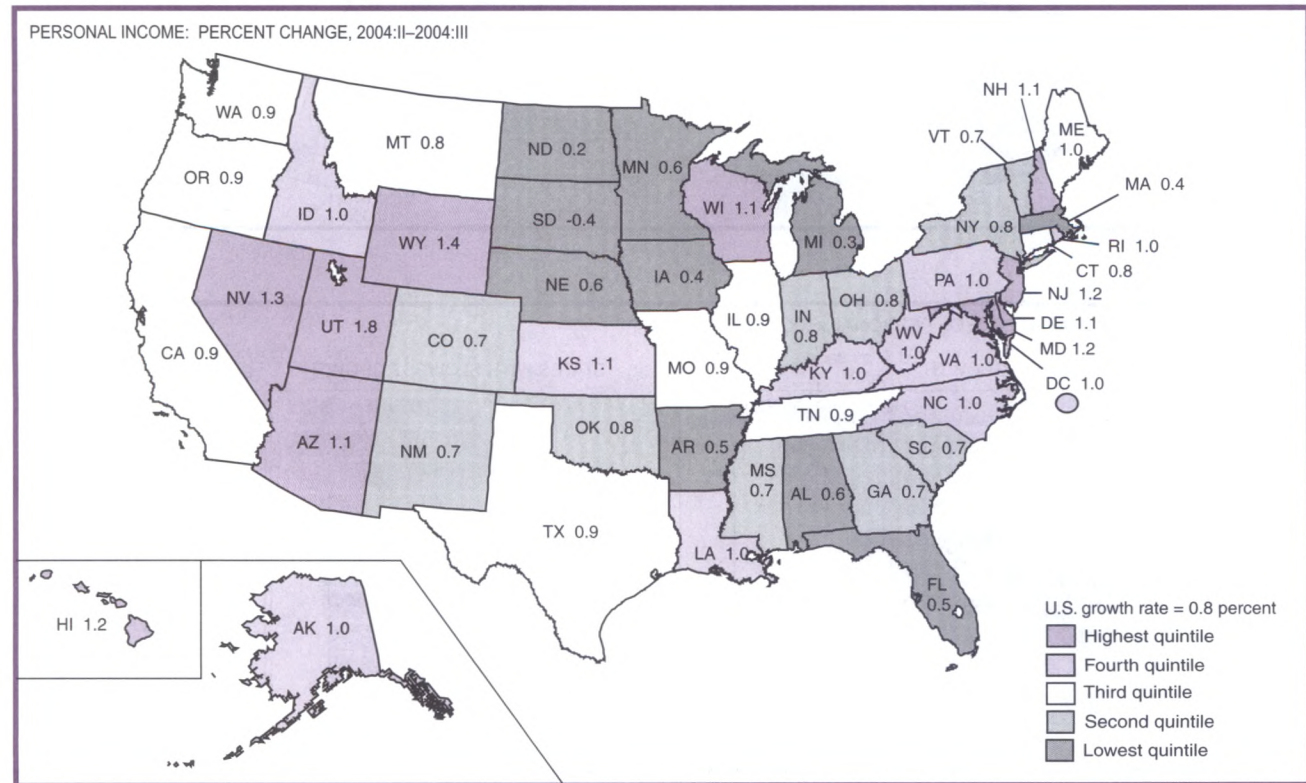 PERSONAL INCOME: PERCENT CHANGE, 2004:II–2004:III
WA 0.9
MT 0.8
ND 0.2
MN 0.6
NH 1.1
VT 0.7
ME
1.0
MA 0.4
OR 0.9
ID 1.0
SD -0.4
WI 1.1
MI 0.3
NY 0.8
RI 1.0
CT 0.8
WY 1.4
NE 0.6
IA 0.4
PA 1.0
NJ 1.2
NV 1.3
UT 1.8
CO 0.7
KS 1.1
IL 0.9
IN
0.8
OH 0.8
WV
1.0
DE 1.1
MD 1.2
CA 0.9
MO 0.9
KY 1.0
VA 1.0
DC 1.0
AZ 1.1
NM 0.7
OK 0.8
AR 0.5
TN 0.9
NC 1.0
SC 0.7
MS
0.7
AL 0.6
GA 0.7
TX 0.9
LA 1.0
FL
0.5
HI 1.2
AK 1.0
U.S. growth rate = 0.8 percent
Highest quintile
Fourth quintile
Third quintile
Second quintile
Lowest quintile